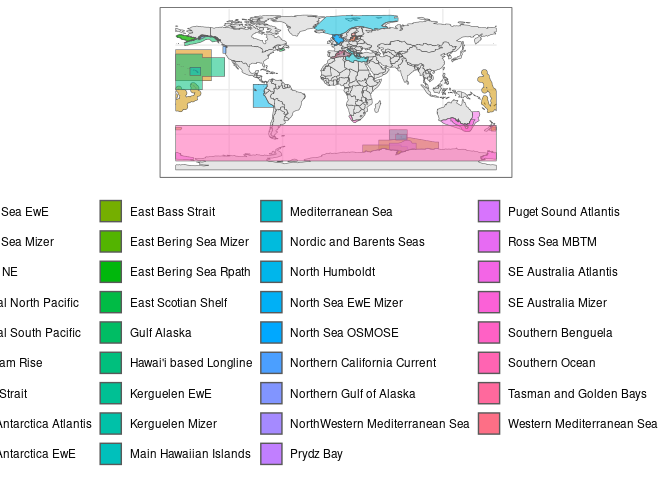 Sea EwE
Sea Mizer
NE
al North Pacific
al South Pacific
am Rise
Strait
Antarctica Atlantis
Antarctica EwE
East Bass Strait
East Bering Sea Mizer
East Bering Sea Rpath
East Scotian Shelf
Gulf Alaska
Hawai'i based Longline
Kerguelen EwE
Kerguelen Mizer
Main Hawaiian Islands
Mediterranean Sea
Nordic and Barents Seas
North Humboldt
North Sea EwE Mizer
North Sea OSMOSE
Northern California Current
Northern Gulf of Alaska
NorthWestern Mediterranean Sea
Prydz Bay
Puget Sound Atlantis
Ross Sea MBTM
SE Australia Atlantis
SE Australia Mizer
Southern Benguela
Southern Ocean
Tasman and Golden Bays
Western Mediterranean Sea